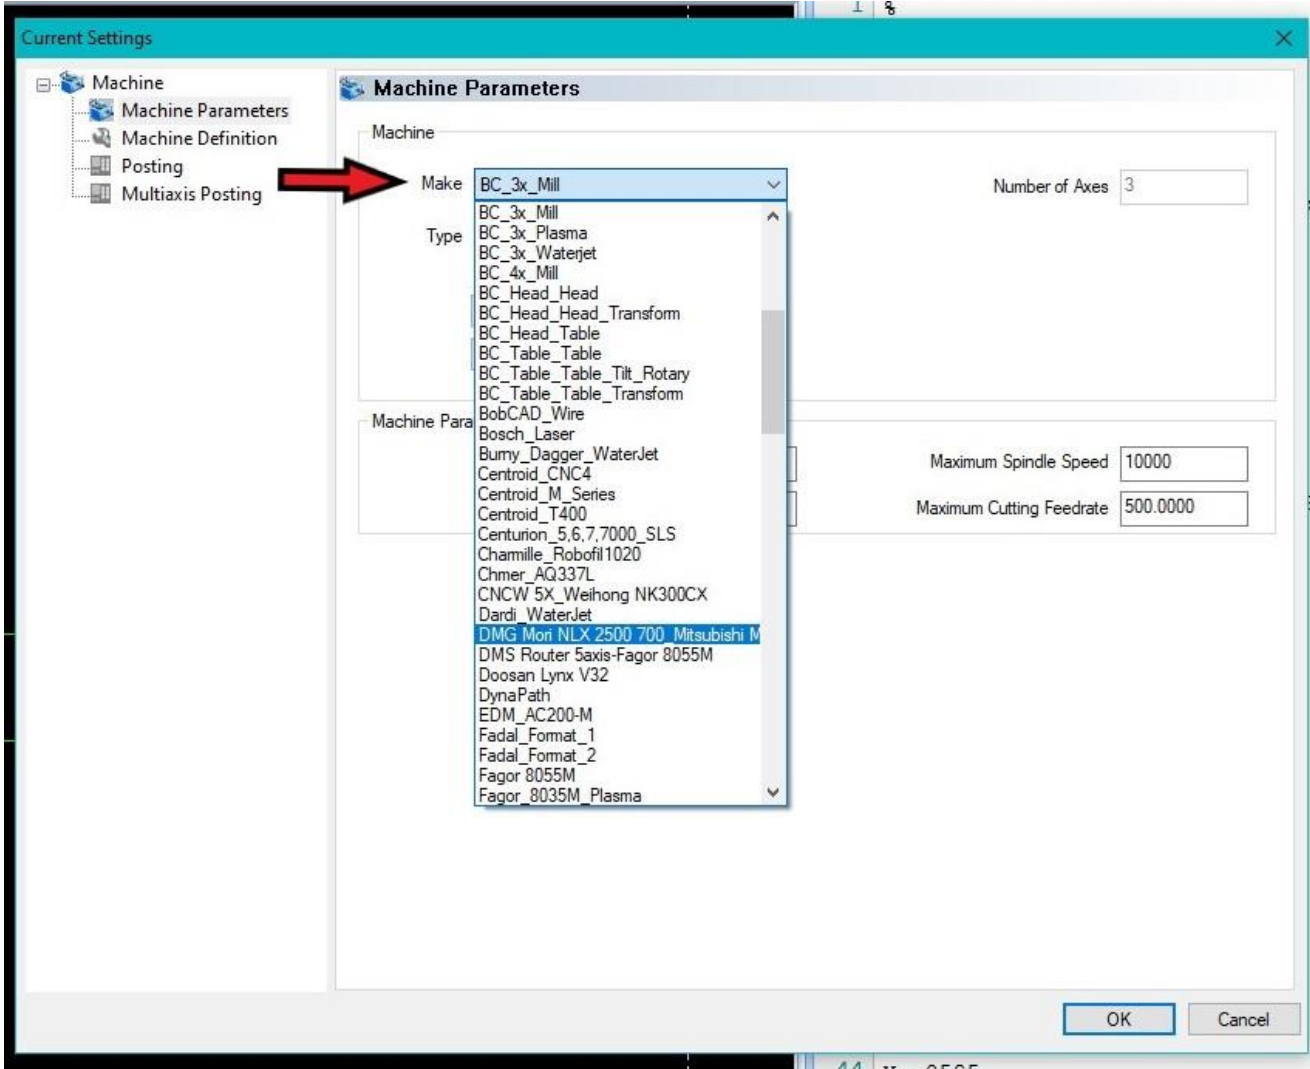 1 %
Current Settings
Machine
Machine Parameters
Machine Definition
Posting
Multiaxis Posting
Machine Parameters
Machine
Make BC_3x_Mill
Number of Axes 3
Type
BC_3x_Mill
BC_3x_Plasma
BC_3x_Waterjet
BC_4x_Mill
BC_Head_Head
BC_Head_Head_Transform
BC_Head_Table
BC_Table_Table
BC_Table_Table_Tilt_Rotary
BC_Table_Table_Transform
BobCAD_Wire
Bosch_Laser
Burny_Dagger_WaterJet
Centroid_CNC4
Centroid_M_Series
Centroid_T400
Centurion_5,6,7,7000_SLS
Charmille_Robofil1020
Chmer_AQ337L
CNCW 5X_Weihong NK300CX
Dardi_WaterJet
DMG Mori NLX 2500 700_Mitsubishi M
DMS Router 5axis-Fagor 8055M
Doosan Lynx V32
DynaPath
EDM_AC200-M
Fadal_Format_1
Fadal_Format_2
Fagor 8055M
Fagor_8035M_Plasma
Machine Para
Maximum Spindle Speed 10000
Maximum Cutting Feedrate 500.0000
OK Cancel